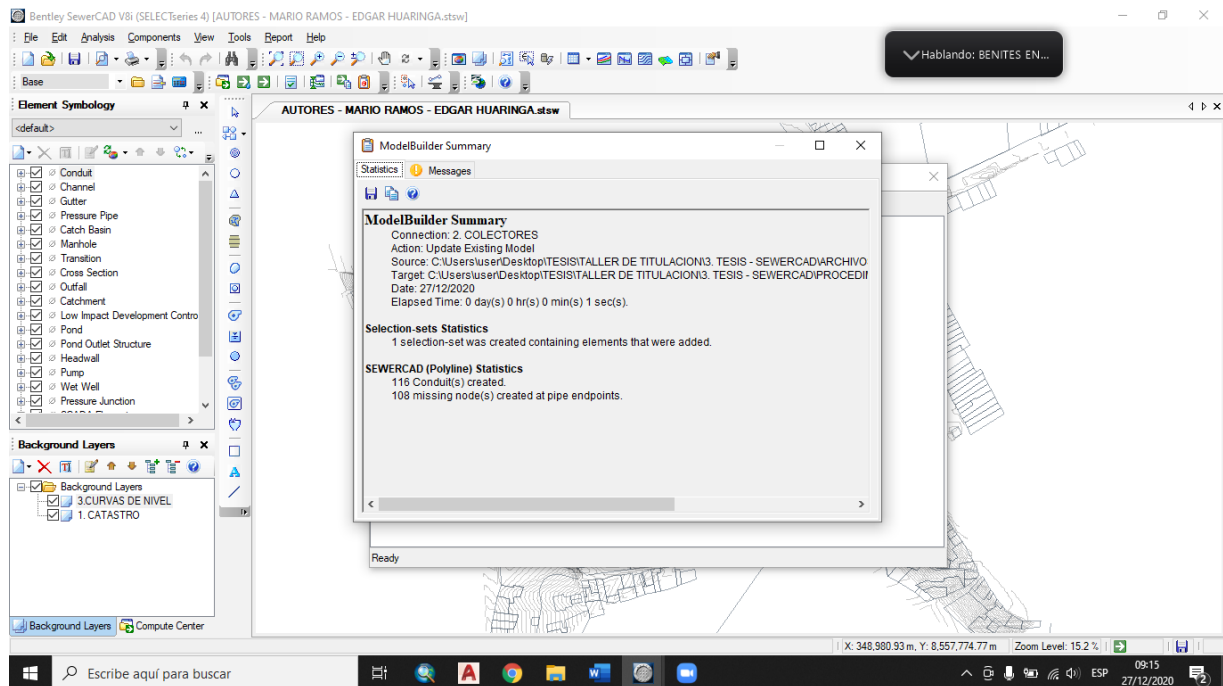 Bentley SewerCAD V8i (SELECTseries 4) [AUTORES - MARIO RAMOS - EDGAR HUARINGA.stsw]
File Edit Analysis Components View Tools Report Help
Hablando: BENITES EN...
Base
Element Symbology
AUTORES - MARIO RAMOS - EDGAR HUARINGA.stsw
<default>
...
Conduit
Channel
Gutter
Pressure Pipe
Catch Basin
Manhole
Transition
Cross Section
Outfall
Catchment
Low Impact Development Contro
Pond
Pond Outlet Structure
Headwall
Pump
Wet Well
Pressure Junction
ModelBuilder Summary
Statistics Messages
ModelBuilder Summary
Connection: 2. COLECTORES
Action: Update Existing Model
Source: C:\Users\user\Desktop\TESIS\TALLER DE TITULACION\3. TESIS - SEWERCAD\ARCHIVO
Target: C:\Users\user\Desktop\TESIS\TALLER DE TITULACION\3. TESIS - SEWERCAD\PROCEDI
Date: 27/12/2020
Elapsed Time: 0 day(s) 0 hr(s) 0 min(s) 1 sec(s).
Selection-sets Statistics
1 selection-set was created containing elements that were added.
SEWERCAD (Polyline) Statistics
116 Conduit(s) created.
108 missing node(s) created at pipe endpoints.
Ready
Background Layers
Background Layers
3.CURVAS DE NIVEL
1. CATASTRO
Background Layers Compute Center
X: 348,980.93 m, Y: 8,557,774.77 m Zoom Level: 15.2 %
Escribe aquí para buscar
ESP
09:15
27/12/2020
2